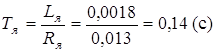 Tя = Lя / Rя = 0,0018 / 0,013 = 0,14 (с)